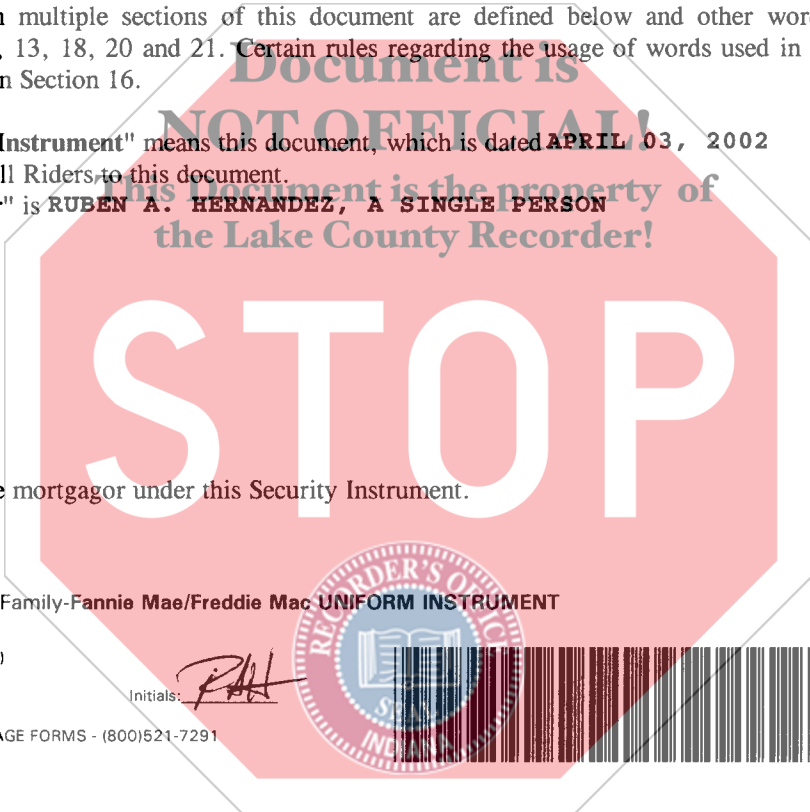 multiple sections of this document are defined below and other
, 13, 18, 20 and 21. Certain rules regarding the usage of words used in
n Section 16.
Document is
NOT OFFICIAL!
Instrument" means this document, which is dated APRIL 03, 2002
ll Riders to this document.
This Document is the property of
" is RUBEN A. HERNANDEZ, A SINGLE PERSON
the Lake County Recorder!
STOP
e mortgagor under this Security Instrument.
Family-Fannie Mae/Freddie Mac UNIFORM INSTRUMENT
RECORDER'S OFFICE
)
Initials: RAH
SEAL
INDIANA
GE FORMS - (800)521-7291